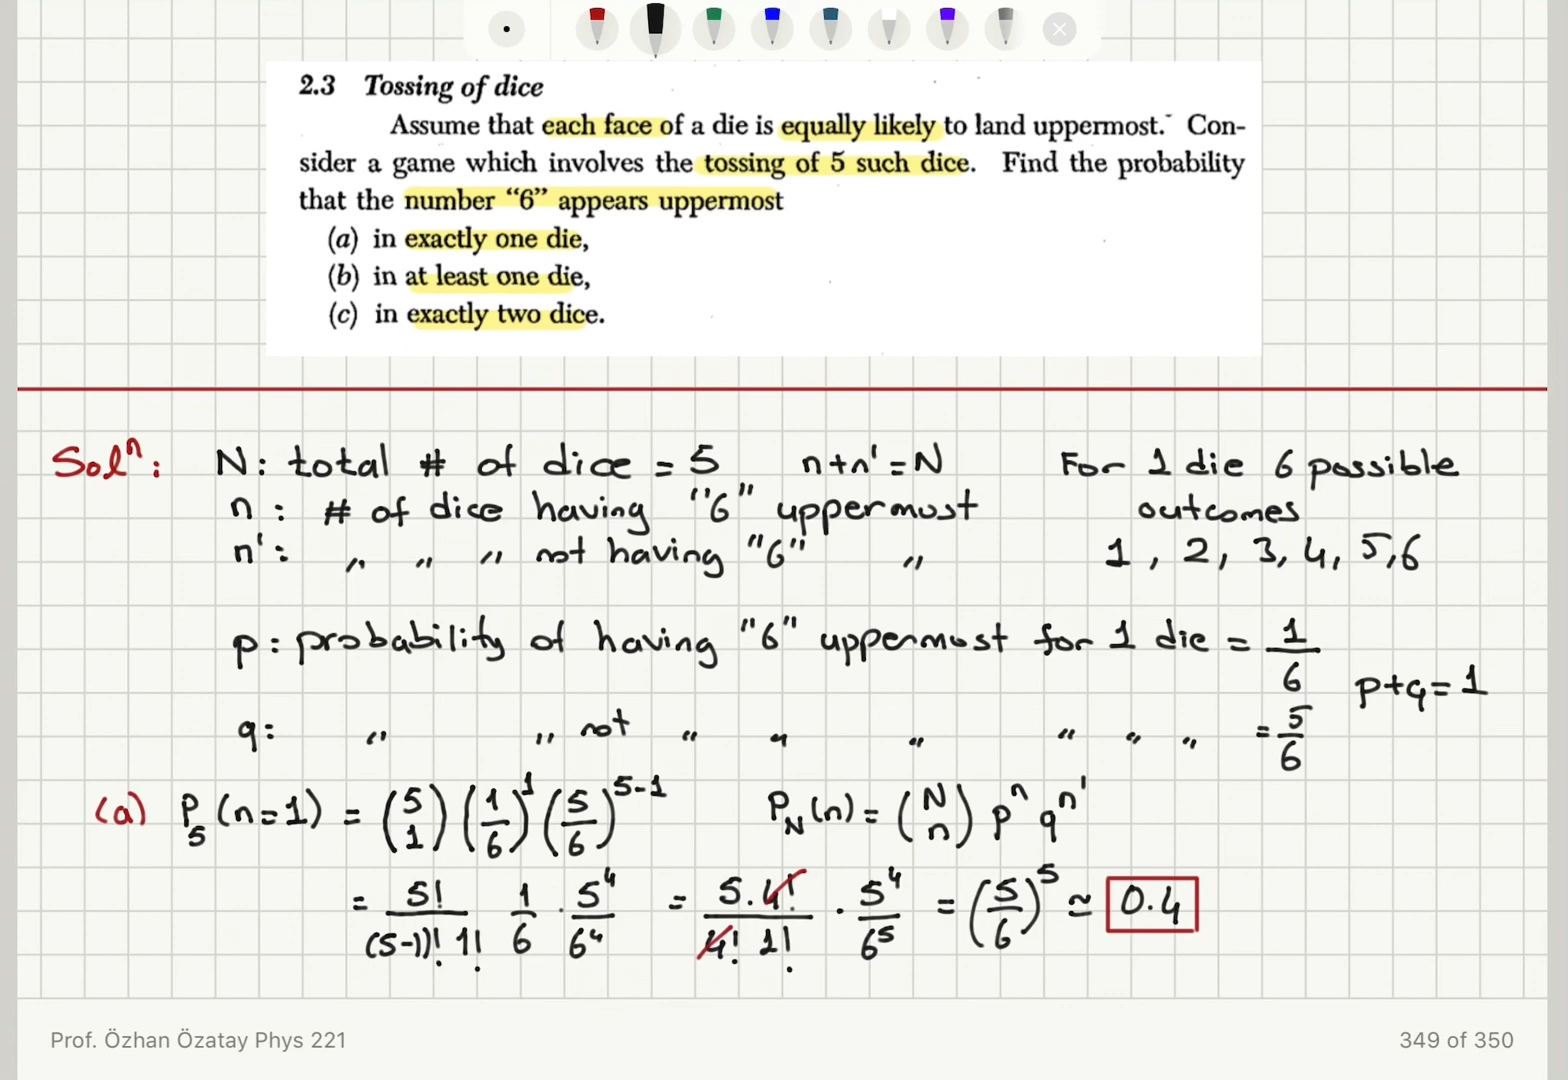 2.3 Tossing of dice
Assume that each face of a die is equally likely to land uppermost. Con-
sider a game which involves the tossing of 5 such dice. Find the probability
that the number “6” appears uppermost
(a) in exactly one die,
(b) in at least one die,
(c) in exactly two dice.
Solⁿ: N: total # of dice = 5 n+n' = N For 1 die 6 possible
n : # of dice having "6" uppermost outcomes
n': " " " not having "6" " 1, 2, 3, 4, 5, 6
p: probability of having "6" uppermost for 1 die = 1/6 p+q=1
q: " " not " " " " " " = 5/6
(a) P₅(n=1) = (5 1) (1/6)¹ (5/6)⁵⁻¹ P_N(n) = (N n) pⁿ qⁿ'
= 5!/(5-1)! 1! 1/6 · 5⁴/6⁴ = 5.4!/4! 1! · 5⁴/6⁵ = (5/6)⁵ ≃ 0.4
Prof. Özhan Özatay Phys 221 349 of 350